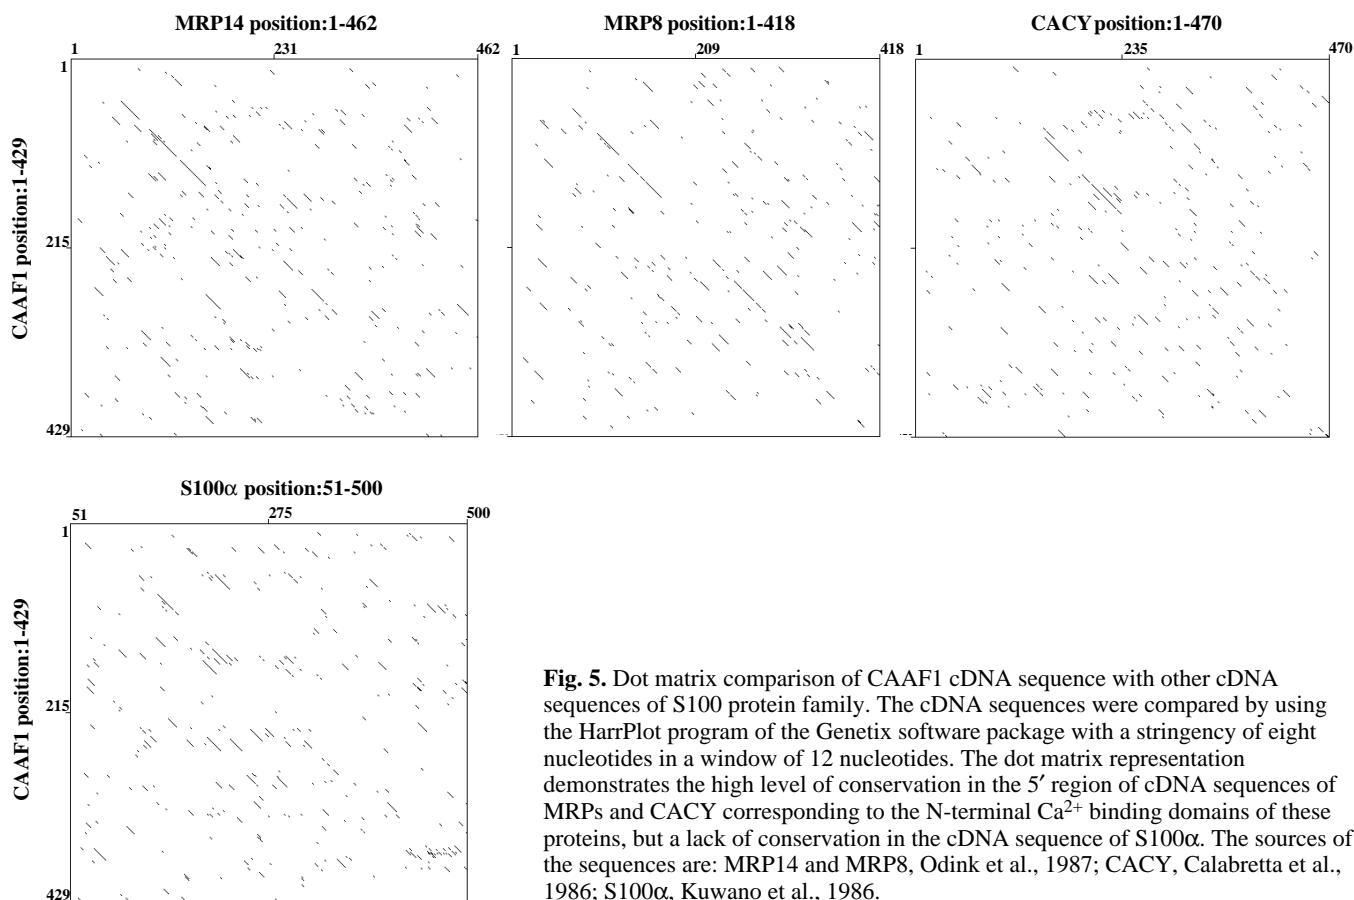 MRP14 position:1-462
MRP8 position:1-418
CACY position:1-470
1 231 462
1 209 418
1 235 470
1
CAAF1 position:1-429
215
429
S100α position:51-500
51 275 500
1
CAAF1 position:1-429
215
429
Fig. 5. Dot matrix comparison of CAAF1 cDNA sequence with other cDNA
sequences of S100 protein family. The cDNA sequences were compared by using
the HarrPlot program of the Genetix software package with a stringency of eight
nucleotides in a window of 12 nucleotides. The dot matrix representation
demonstrates the high level of conservation in the 5′ region of cDNA sequences of
MRPs and CACY corresponding to the N-terminal Ca2+ binding domains of these
proteins, but a lack of conservation in the cDNA sequence of S100α. The sources of
the sequences are: MRP14 and MRP8, Odink et al., 1987; CACY, Calabretta et al.,
1986; S100α, Kuwano et al., 1986.